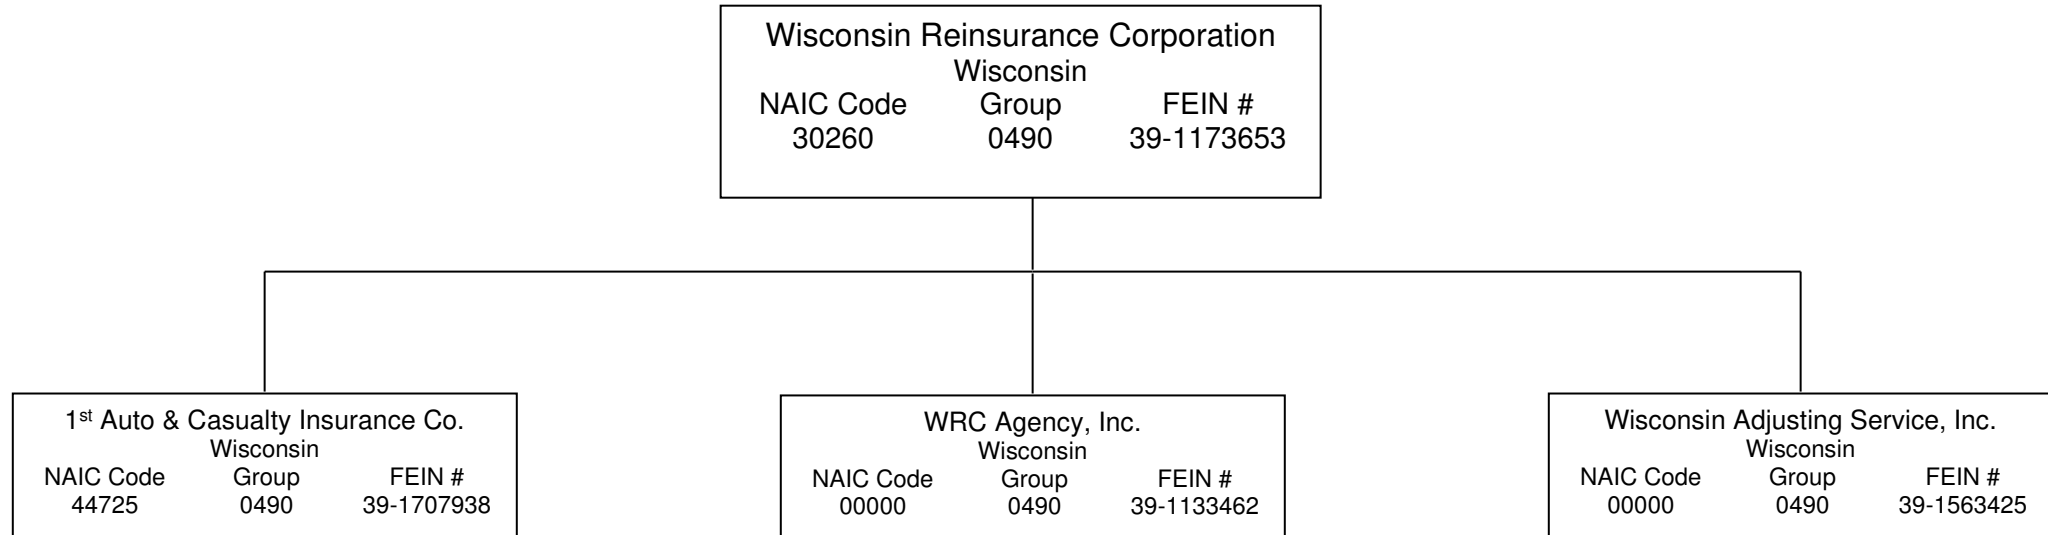 Wisconsin Reinsurance Corporation
Wisconsin
NAIC Code Group FEIN #
30260 0490 39-1173653
1st Auto & Casualty Insurance Co.
Wisconsin
NAIC Code Group FEIN #
44725 0490 39-1707938
WRC Agency, Inc.
Wisconsin
NAIC Code Group FEIN #
00000 0490 39-1133462
Wisconsin Adjusting Service, Inc.
Wisconsin
NAIC Code Group FEIN #
00000 0490 39-1563425